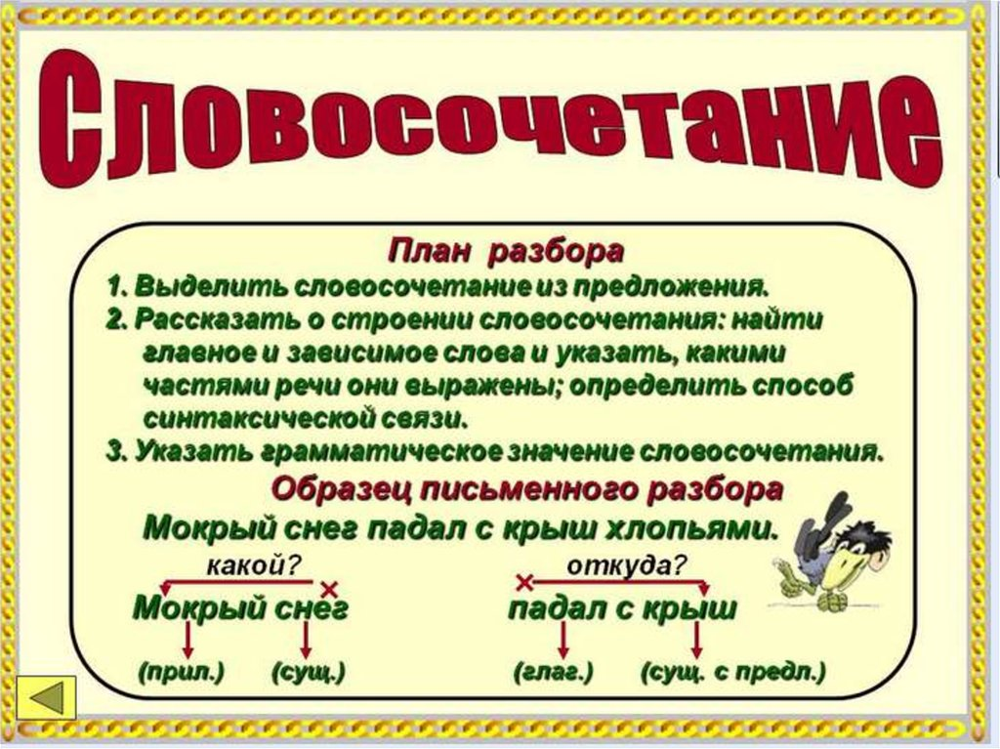 Словосочетание
План разбора
1. Выделить словосочетание из предложения.
2. Рассказать о строении словосочетания: найти
главное и зависимое слова и указать, какими
частями речи они выражены; определить способ
синтаксической связи.
3. Указать грамматическое значение словосочетания.
Образец письменного разбора
Мокрый снег падал с крыш хлопьями.
какой? откуда?
× ×
Мокрый снег падал с крыш
(прил.) (сущ.) (глаг.) (сущ. с предл.)